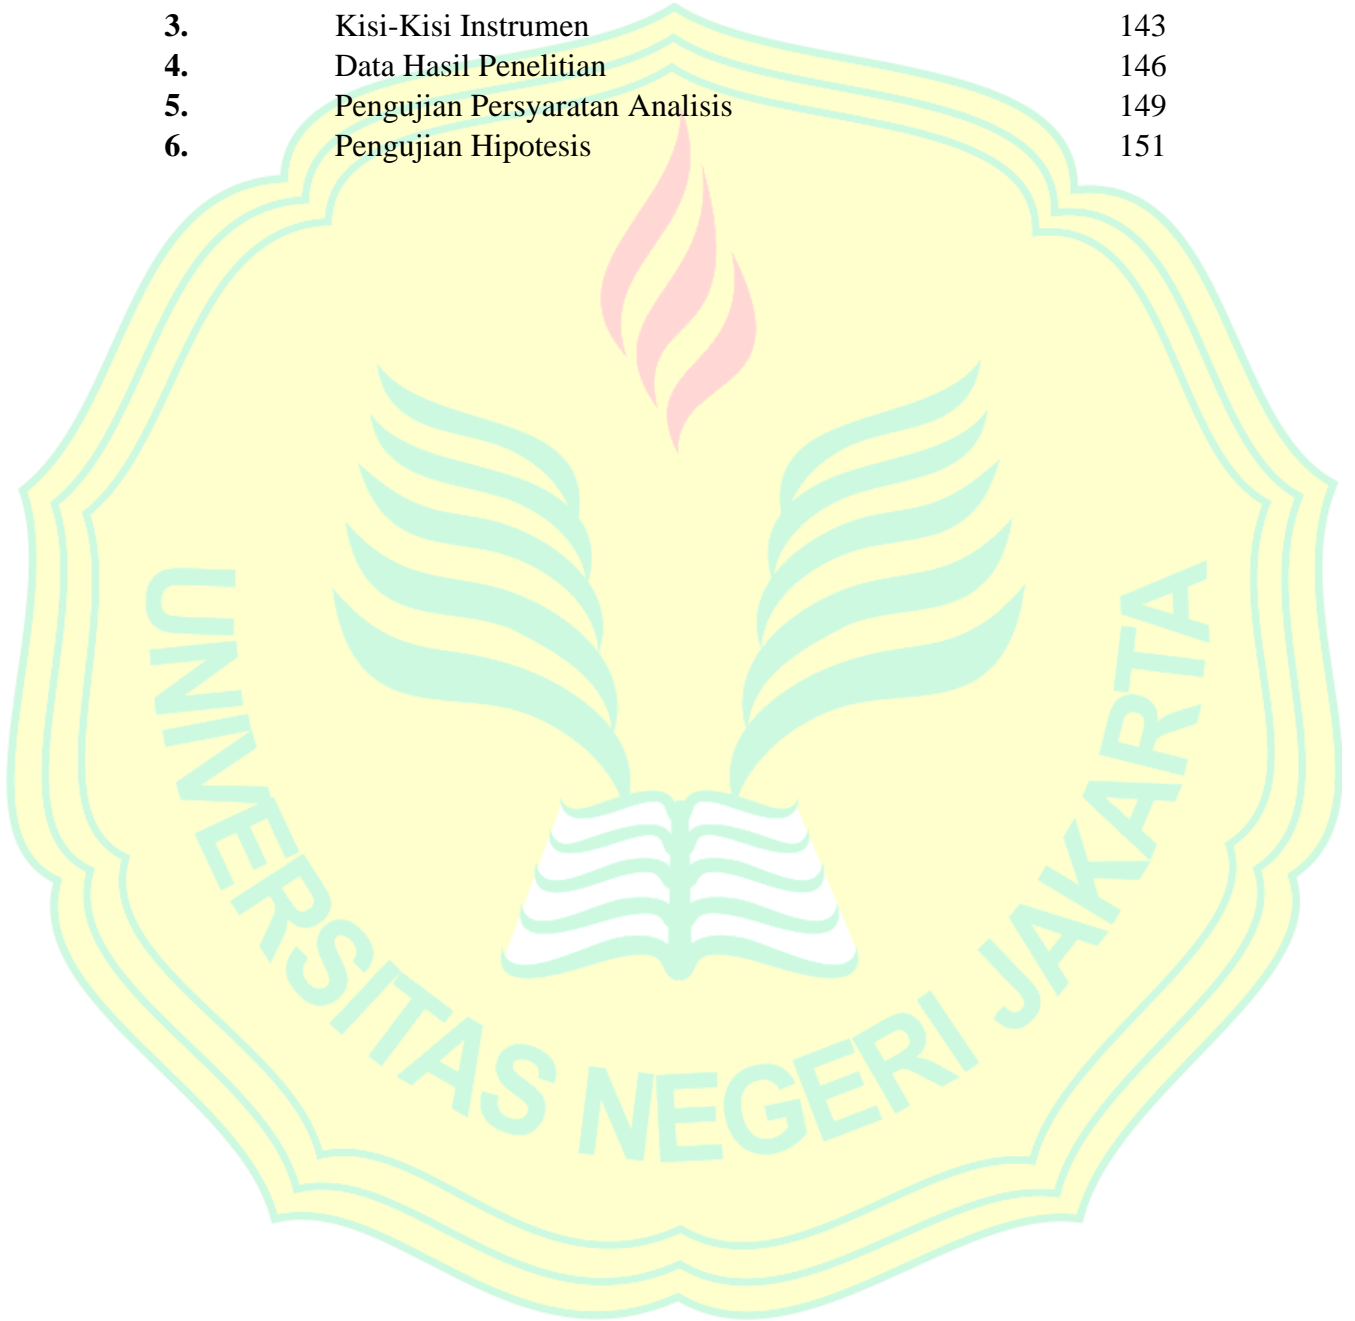 3. Kisi-Kisi Instrumen 143
4. Data Hasil Penelitian 146
5. Pengujian Persyaratan Analisis 149
6. Pengujian Hipotesis 151
UNIVERSITAS NEGERI JAKARTA